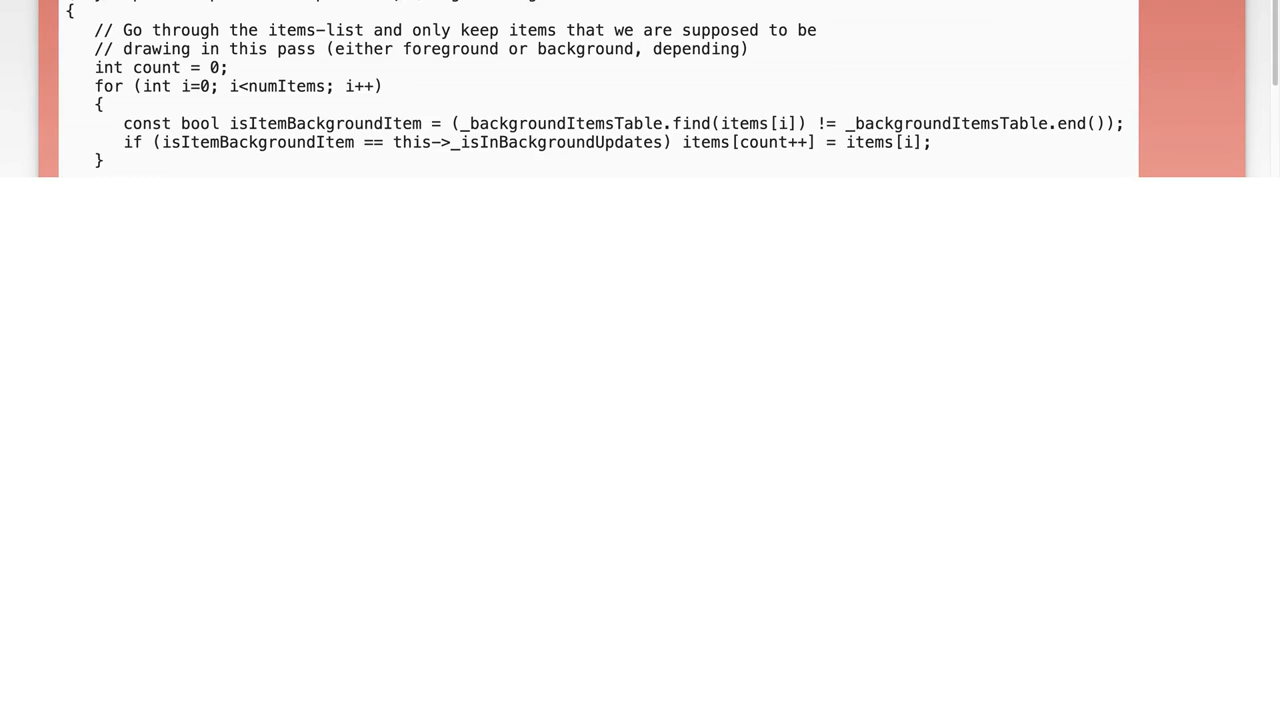 {
// Go through the items-list and only keep items that we are supposed to be
// drawing in this pass (either foreground or background, depending)
int count = 0;
for (int i=0; i<numItems; i++)
{
const bool isItemBackgroundItem = (_backgroundItemsTable.find(items[i]) != _backgroundItemsTable.end());
if (isItemBackgroundItem == this->_isInBackgroundUpdates) items[count++] = items[i];
}